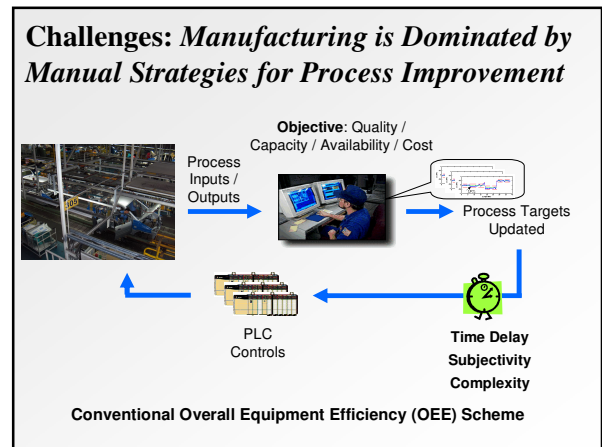 Challenges: Manufacturing is Dominated by
Manual Strategies for Process Improvement
Objective: Quality /
Capacity / Availability / Cost
Process
Inputs /
Outputs
Process Targets
Updated
PLC
Controls
Time Delay
Subjectivity
Complexity
Conventional Overall Equipment Efficiency (OEE) Scheme